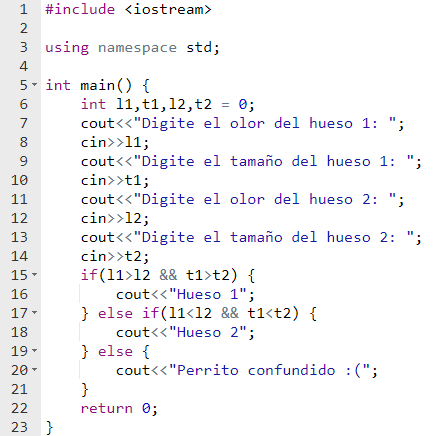 1 #include <iostream>
2
3 using namespace std;
4
5 int main() {
6 int l1,t1,l2,t2 = 0;
7 cout<<"Digite el olor del hueso 1: ";
8 cin>>l1;
9 cout<<"Digite el tamaño del hueso 1: ";
10 cin>>t1;
11 cout<<"Digite el olor del hueso 2: ";
12 cin>>l2;
13 cout<<"Digite el tamaño del hueso 2: ";
14 cin>>t2;
15 if(l1>l2 && t1>t2) {
16 cout<<"Hueso 1";
17 } else if(l1<l2 && t1<t2) {
18 cout<<"Hueso 2";
19 } else {
20 cout<<"Perrito confundido :(";
21 }
22 return 0;
23 }